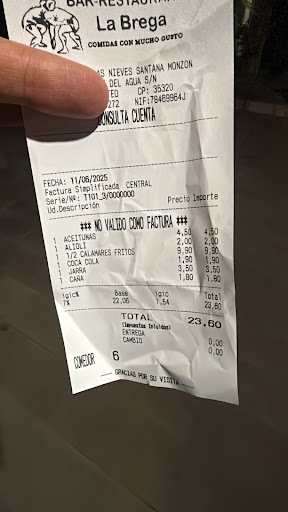 BAR-RESTAURAN
La Brega
COMIDAS CON MUCHO GUSTO
AS NIEVES SANTANA MONZON
DEL AGUA S/N
TED CP: 35320
272 NIF:78469964J
CONSULTA CUENTA
FECHA: 11/06/2025
Factura Simplificada CENTRAL
Serie/Nº: T101_3/0000000
Ud.Descripción Precio Importe
### NO VALIDO COMO FACTURA ###
1 ACEITUNAS 4,50 4,50
1 ALIOLI 2,00 2,00
1 1/2 CALAMARES FRITOS 9,90 9,90
1 COCA COLA 1,90 1,90
1 JARRA 3,50 3,50
1 CAÑA 1,80 1,80
igic% Base igic Total
7% 22,06 1,54 23,60
TOTAL 23,60
(Impuestos Incluidos)
ENTREGA 0,00
CAMBIO 0,00
COMEDOR 6
GRACIAS POR SU VISITA